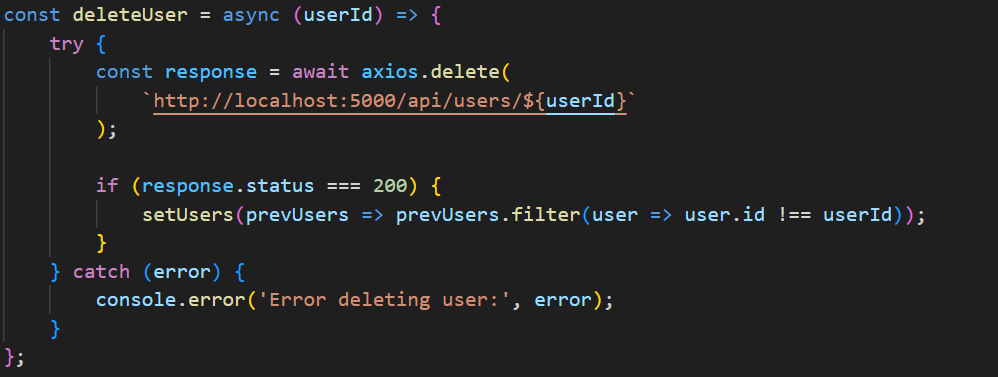 const deleteUser = async (userId) => {
    try {
        const response = await axios.delete(
            `http://localhost:5000/api/users/${userId}`
        );

        if (response.status === 200) {
            setUsers(prevUsers => prevUsers.filter(user => user.id !== userId));
        }
    } catch (error) {
        console.error('Error deleting user:', error);
    }
};